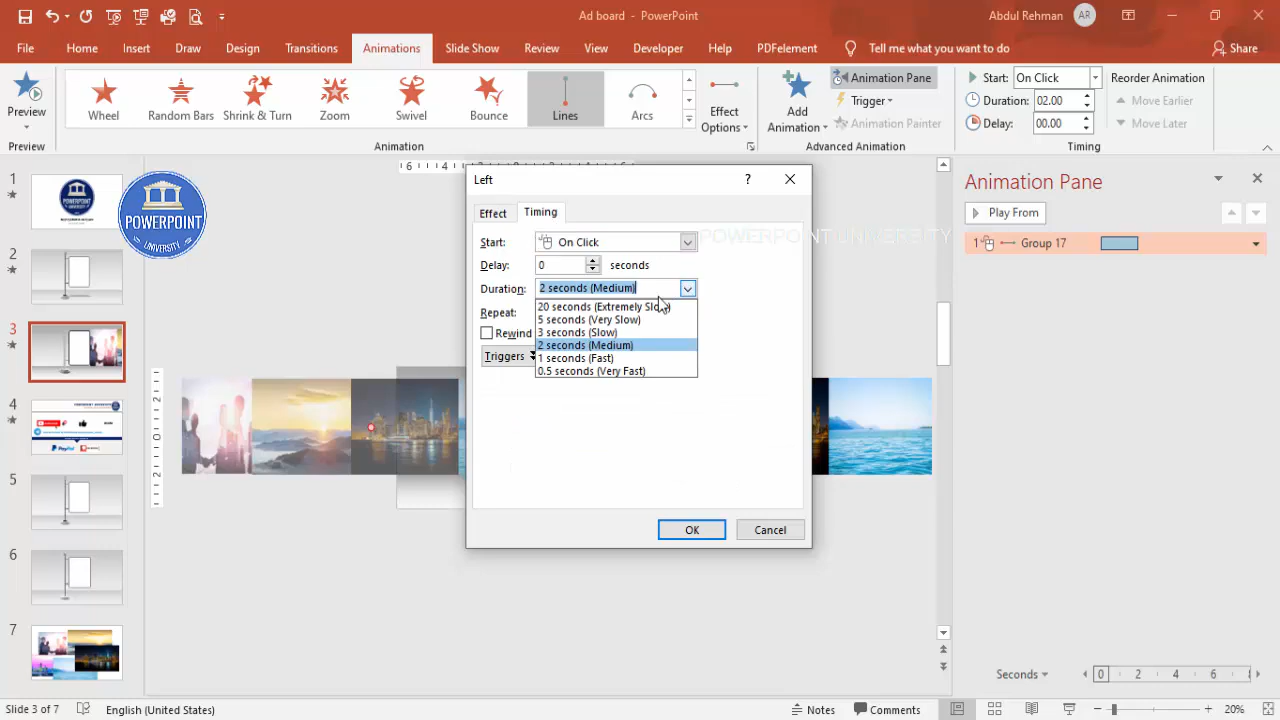 Ad board - PowerPoint
Abdul Rehman
AR
File
Home
Insert
Draw
Design
Transitions
Animations
Slide Show
Review
View
Developer
Help
PDFelement
Tell me what you want to do
Share
Preview
Wheel
Random Bars
Shrink & Turn
Zoom
Swivel
Bounce
Lines
Arcs
Effect
Options
Add
Animation
Animation Pane
Trigger
Animation Painter
Start: On Click
Duration: 02.00
Delay: 00.00
Reorder Animation
Move Earlier
Move Later
Preview
Animation
Advanced Animation
Timing
6 4
1
2
3
4
5
6
7
POWERPOINT
UNIVERSITY
PayPal
2 0 2
Left
?
Effect
Timing
Start: On Click
Delay: 0 seconds
Duration: 2 seconds (Medium)
20 seconds (Extremely Slow)
Repeat:
5 seconds (Very Slow)
3 seconds (Slow)
Rewind
2 seconds (Medium)
Triggers
1 seconds (Fast)
0.5 seconds (Very Fast)
OK
Cancel
POWERPOINT UNIVERSITY
Animation Pane
Play From
1 Group 17
Seconds
0 2 4 6
Slide 3 of 7
English (United States)
Notes
Comments
20%